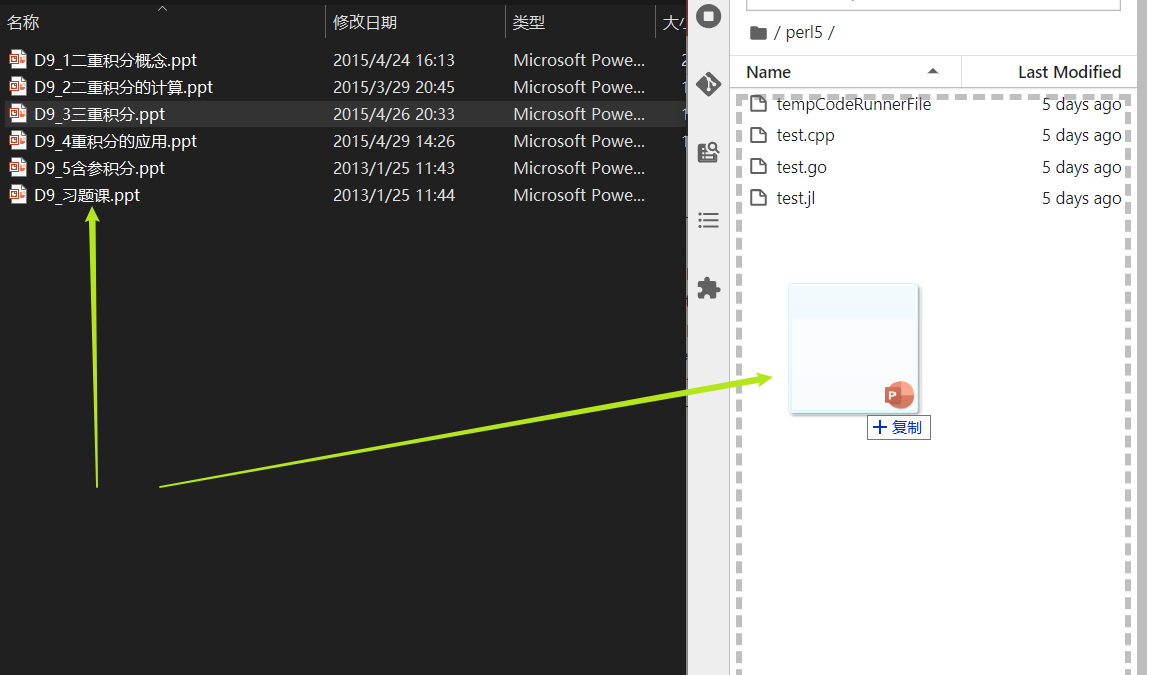 名称 修改日期 类型 大小
D9_1二重积分概念.ppt 2015/4/24 16:13 Microsoft Powe...
D9_2二重积分的计算.ppt 2015/3/29 20:45 Microsoft Powe...
D9_3三重积分.ppt 2015/4/26 20:33 Microsoft Powe...
D9_4重积分的应用.ppt 2015/4/29 14:26 Microsoft Powe...
D9_5含参积分.ppt 2013/1/25 11:43 Microsoft Powe...
D9_习题课.ppt 2013/1/25 11:44 Microsoft Powe...
/ perl5 /
Name Last Modified
tempCodeRunnerFile 5 days ago
test.cpp 5 days ago
test.go 5 days ago
test.jl 5 days ago
P
+ 复制